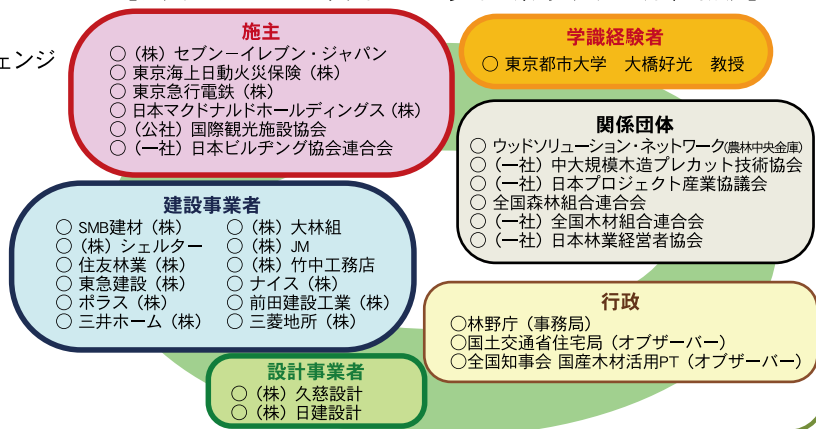 ェンジ
施主
○（株）セブン－イレブン・ジャパン
○ 東京海上日動火災保険（株）
○ 東京急行電鉄（株）
○ 日本マクドナルドホールディングス（株）
○（公社）国際観光施設協会
○（一社）日本ビルヂング協会連合会
学識経験者
○ 東京都市大学　大橋好光　教授
関係団体
○ ウッドソリューション・ネットワーク(農林中央金庫)
○（一社）中大規模木造プレカット技術協会
○（一社）日本プロジェクト産業協議会
○ 全国森林組合連合会
○（一社）全国木材組合連合会
○（一社）日本林業経営者協会
建設事業者
○ SMB建材（株）
○（株）シェルター
○ 住友林業（株）
○ 東急建設（株）
○ ポラス（株）
○ 三井ホーム（株）
○（株）大林組
○（株）JM
○（株）竹中工務店
○ ナイス（株）
○ 前田建設工業（株）
○ 三菱地所（株）
行政
○林野庁（事務局）
○国土交通省住宅局（オブザーバー）
○全国知事会 国産木材活用PT（オブザーバー）
設計事業者
○（株）久慈設計
○（株）日建設計